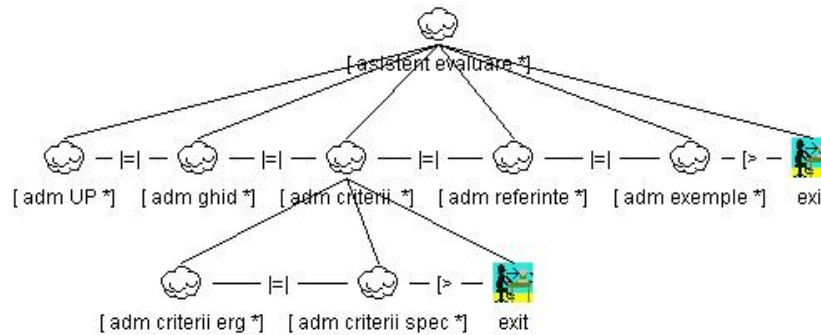 [ asistent evaluare *]
|=| |=| |=| |=| [>
[ adm UP *] [ adm ghid *] [ adm criterii *] [ adm referinte *] [ adm exemple *] exi
|=| [>
[ adm criterii erg *] [ adm criterii spec *] exit